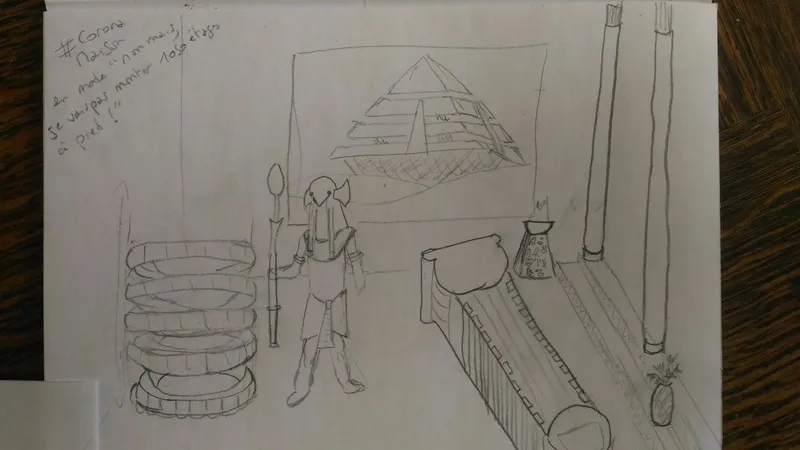 #Corona
Maison
en mode "non mais,
je vais pas monter 1050 étages
à pied !"